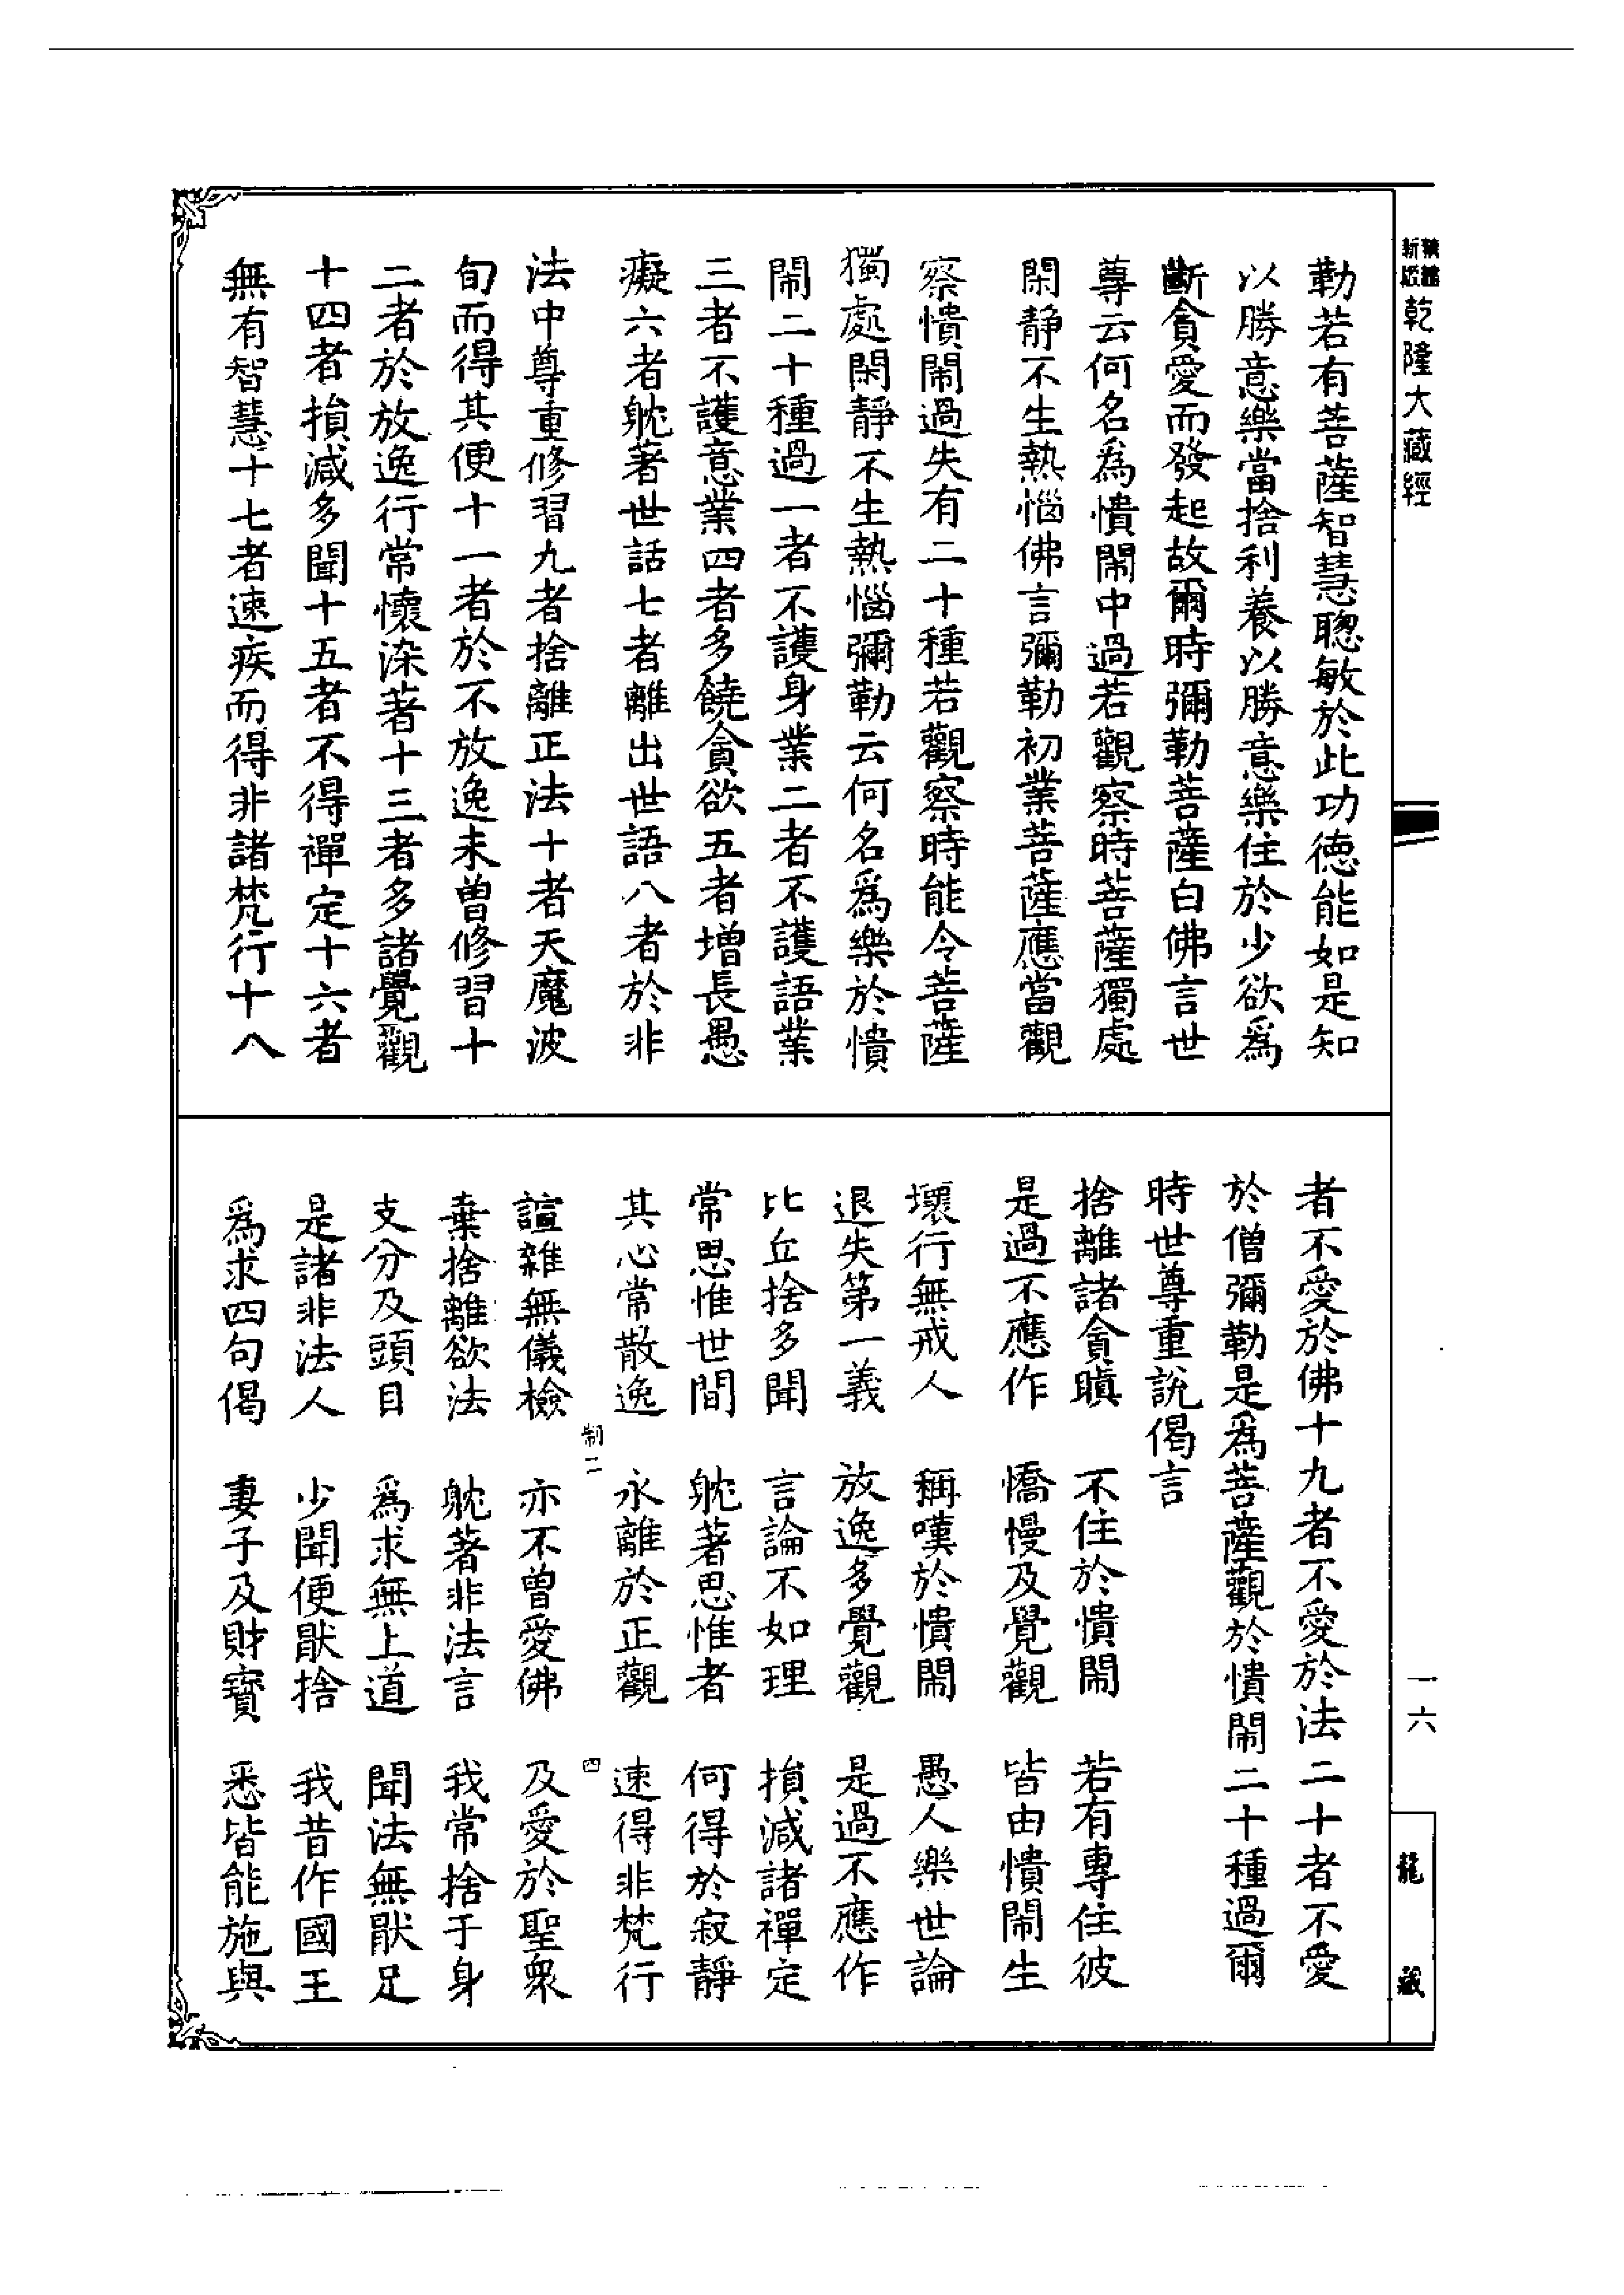 新版
乾隆大藏經
勒若有菩薩智慧聰敏於此功德能如是知
以勝意樂當捨利養以勝意樂住於少欲爲
斷貪愛而發起故爾時彌勒菩薩白佛言世
尊云何名爲憒閙中過若觀察時菩薩獨處
閑靜不生熱惱佛言彌勒初業菩薩應當觀
察憒閙過失有二十種若觀察時能令菩薩
獨處閑靜不生熱惱彌勒云何名爲樂於憒
閙二十種過一者不護身業二者不護語業
三者不護意業四者多饒貪欲五者增長愚
癡六者躭著世話七者離出世語八者於非
法中尊重修習九者捨離正法十者天魔波
旬而得其便十一者於不放逸未曾修習十
二者於放逸行常懷染著十三者多諸覺觀
十四者損減多聞十五者不得禪定十六者
無有智慧十七者速疾而得非諸梵行十八
者不愛於佛十九者不愛於法二十者不愛
於僧彌勒是爲菩薩觀於憒閙二十種過爾
時世尊重說偈言
捨離諸貪瞋 不住於憒閙 若有專住彼
是過不應作 憍慢及覺觀 皆由憒閙生
壞行無戒人 稱嘆於憒閙 愚人樂世論
退失第一義 放逸多覺觀 是過不應作
比丘捨多聞 言論不如理 損減諸禪定
常思惟世間 躭著思惟者 何得於寂靜
其心常散逸 永離於正觀 速得非梵行
制二 四
諠雜無儀檢 亦不曾愛佛 及愛於聖衆
棄捨離欲法 躭著非法言 我常捨于身
支分及頭目 爲求無上道 聞法無猒足
是諸非法人 少聞便猒捨 我昔作國王
爲求四句偈 妻子及財寶 悉皆能施與
一六
龍藏